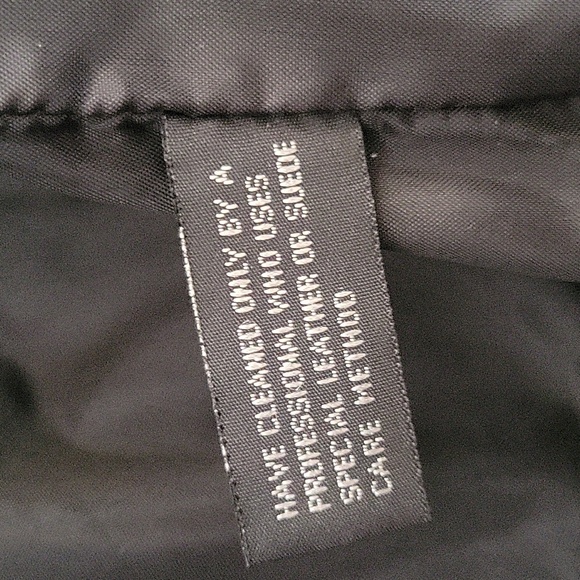 HAVE CLEANED ONLY BY A
PROFESSIONAL WHO USES
SPECIAL LEATHER OR SUEDE
CARE METHOD